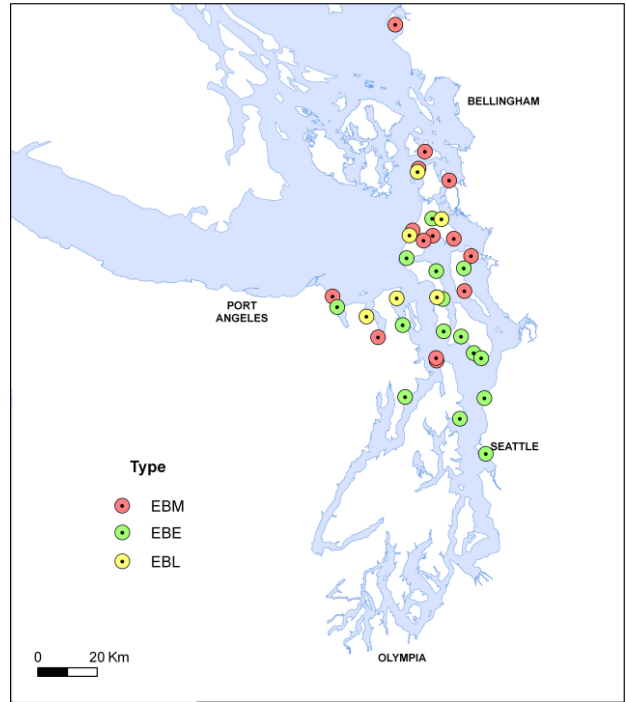 BELLINGHAM
PORT
ANGELES
SEATTLE
Type
EBM
EBE
EBL
0 20 Km
OLYMPIA